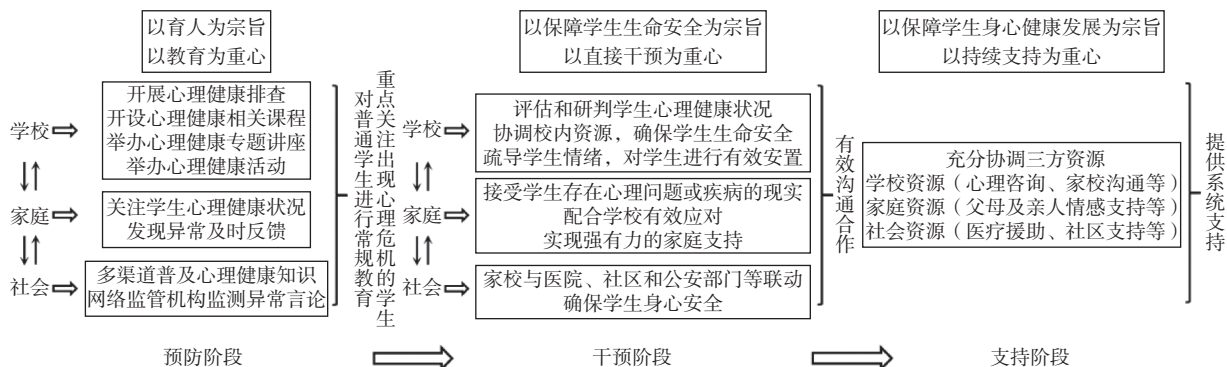 以育人为宗旨
以教育为重心
学校
开展心理健康排查
开设心理健康相关课程
举办心理健康专题讲座
举办心理健康活动
家庭
关注学生心理健康状况
发现异常及时反馈
社会
多渠道普及心理健康知识
网络监管机构监测异常言论
对普通学生进行常规教育
重点关注出现心理危机的学生
预防阶段
以保障学生生命安全为宗旨
以直接干预为重心
学校
评估和研判学生心理健康状况
协调校内资源，确保学生生命安全
疏导学生情绪，对学生进行有效安置
家庭
接受学生存在心理问题或疾病的现实
配合学校有效应对
实现强有力的家庭支持
社会
家校与医院、社区和公安部门等联动
确保学生身心安全
有效沟通合作
干预阶段
以保障学生身心健康发展为宗旨
以持续支持为重心
充分协调三方资源
学校资源（心理咨询、家校沟通等）
家庭资源（父母及亲人情感支持等）
社会资源（医疗援助、社区支持等）
提供系统支持
支持阶段